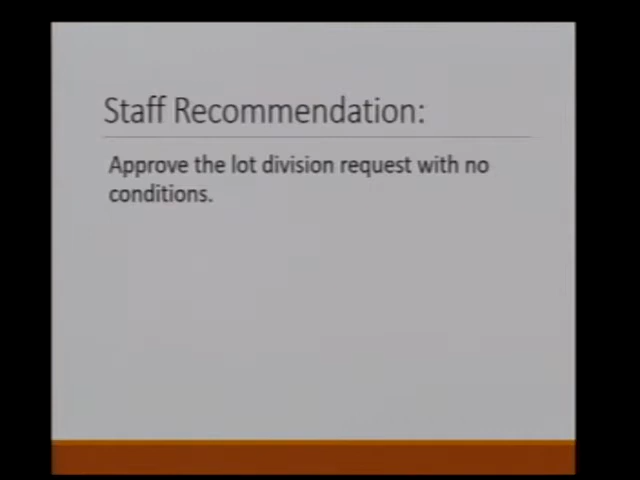 Staff Recommendation:
Approve the lot division request with no
conditions.